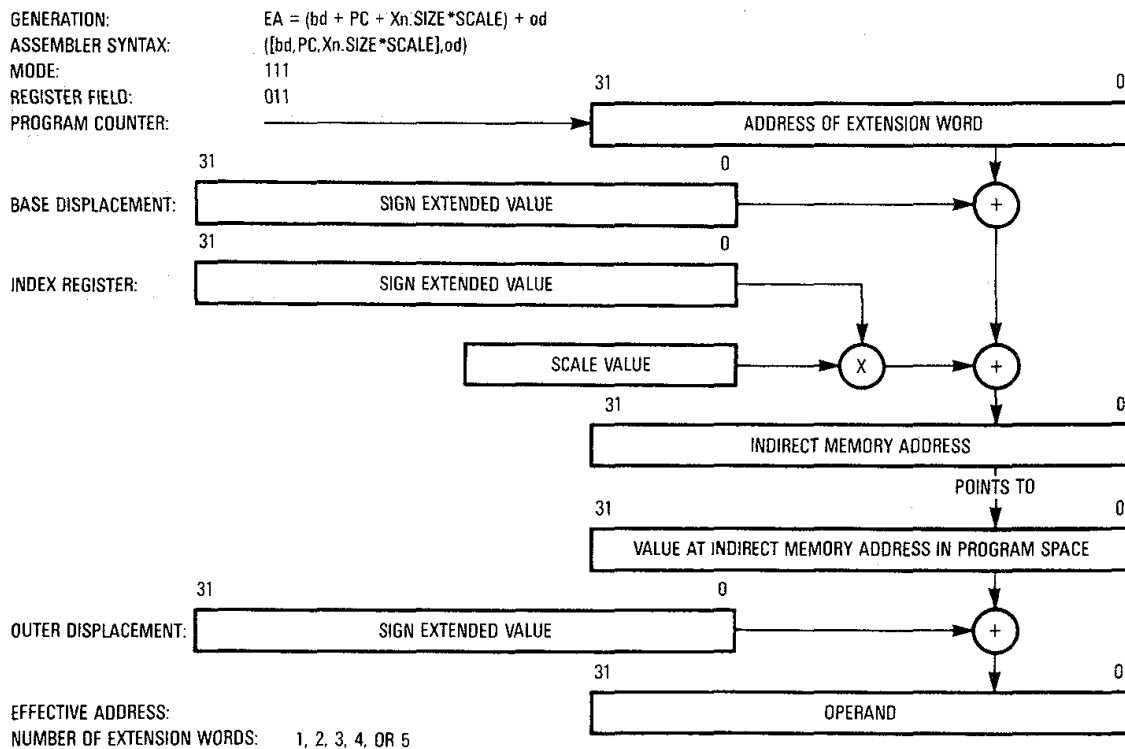 GENERATION: EA = (bd + PC + Xn.SIZE*SCALE) + od
ASSEMBLER SYNTAX: ([bd,PC,Xn.SIZE*SCALE],od)
MODE: 111
REGISTER FIELD: 011
31 0
PROGRAM COUNTER: ADDRESS OF EXTENSION WORD
31 0
BASE DISPLACEMENT: SIGN EXTENDED VALUE +
31 0
INDEX REGISTER: SIGN EXTENDED VALUE
SCALE VALUE X +
31 0
INDIRECT MEMORY ADDRESS
POINTS TO
31 0
VALUE AT INDIRECT MEMORY ADDRESS IN PROGRAM SPACE
31 0
OUTER DISPLACEMENT: SIGN EXTENDED VALUE +
31 0
OPERAND
EFFECTIVE ADDRESS:
NUMBER OF EXTENSION WORDS: 1, 2, 3, 4, OR 5